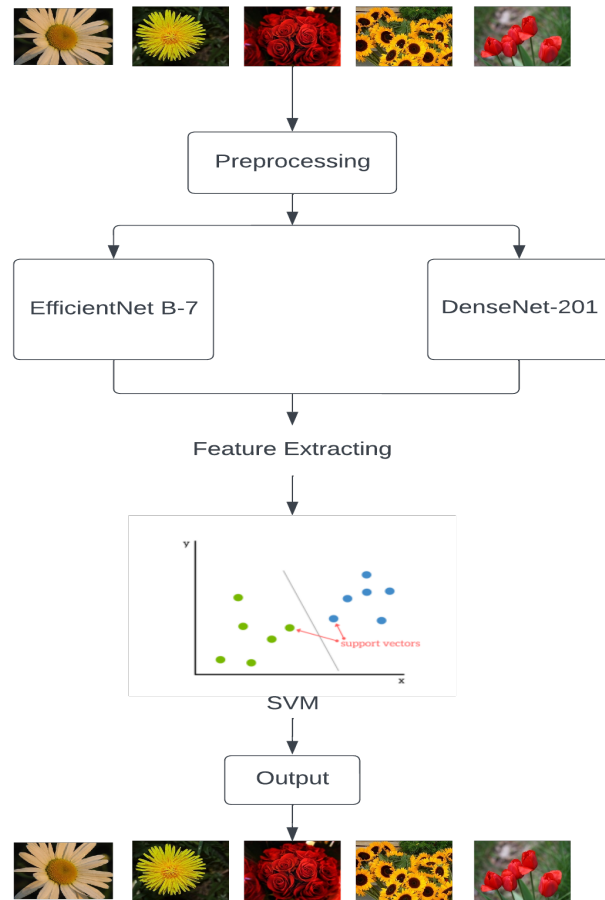 Preprocessing
EfficientNet B-7
DenseNet-201
Feature Extracting
y
support vectors
x
SVM
Output